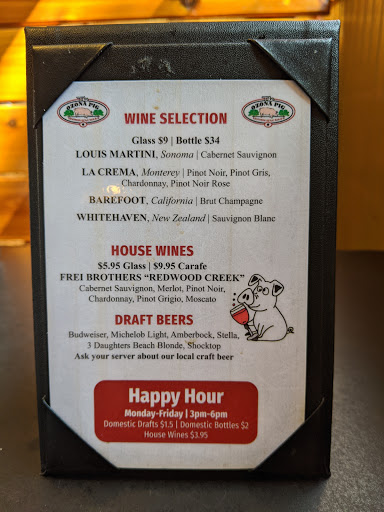 OZONA PIG
OZONA PIG
WINE SELECTION
Glass $9 | Bottle $34
LOUIS MARTINI, Sonoma | Cabernet Sauvignon
LA CREMA, Monterey | Pinot Noir, Pinot Gris,
Chardonnay, Pinot Noir Rose
BAREFOOT, California | Brut Champagne
WHITEHAVEN, New Zealand | Sauvignon Blanc
HOUSE WINES
$5.95 Glass | $9.95 Carafe
FREI BROTHERS "REDWOOD CREEK"
Cabernet Sauvignon, Merlot, Pinot Noir,
Chardonnay, Pinot Grigio, Moscato
DRAFT BEERS
Budweiser, Michelob Light, Amberbock, Stella,
3 Daughters Beach Blonde, Shocktop
Ask your server about our local craft beer
Happy Hour
Monday-Friday | 3pm-6pm
Domestic Drafts $1.5 | Domestic Bottles $2
House Wines $3.95